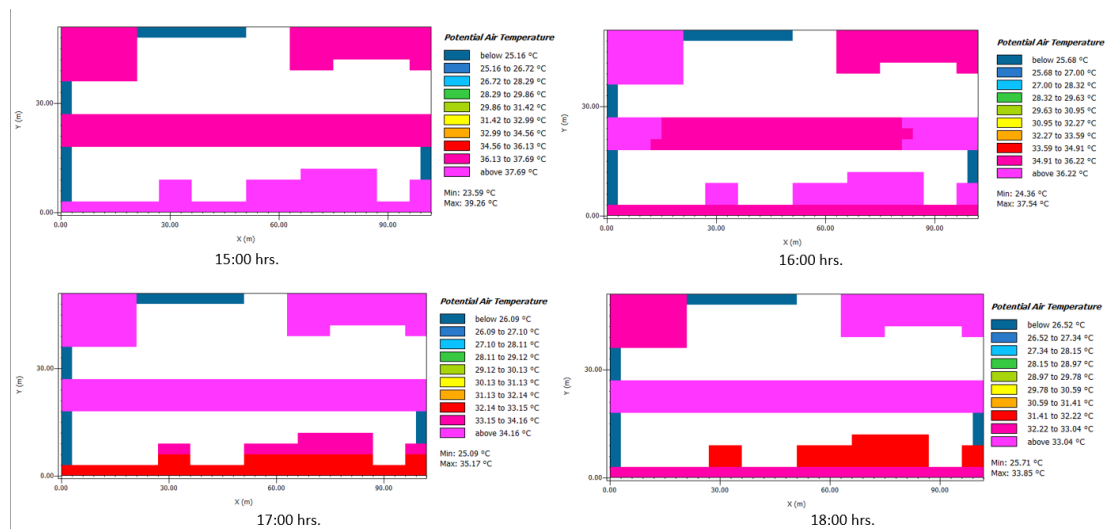 Potential Air Temperature
below 25.16 °C
25.16 to 26.72 °C
26.72 to 28.29 °C
28.29 to 29.86 °C
29.86 to 31.42 °C
31.42 to 32.99 °C
32.99 to 34.56 °C
34.56 to 36.13 °C
36.13 to 37.69 °C
above 37.69 °C
Min: 23.59 °C
Max: 39.26 °C
Y (m)
30.00
0.00
0.00 30.00 60.00 90.00
X (m)
15:00 hrs.
Potential Air Temperature
below 25.68 °C
25.68 to 27.00 °C
27.00 to 28.32 °C
28.32 to 29.63 °C
29.63 to 30.95 °C
30.95 to 32.27 °C
32.27 to 33.59 °C
33.59 to 34.91 °C
34.91 to 36.22 °C
above 36.22 °C
Min: 24.36 °C
Max: 37.54 °C
Y (m)
30.00
0.00
0.00 30.00 60.00 90.00
X (m)
16:00 hrs.
Potential Air Temperature
below 26.09 °C
26.09 to 27.10 °C
27.10 to 28.11 °C
28.11 to 29.12 °C
29.12 to 30.13 °C
30.13 to 31.13 °C
31.13 to 32.14 °C
32.14 to 33.15 °C
33.15 to 34.16 °C
above 34.16 °C
Min: 25.09 °C
Max: 35.17 °C
Y (m)
30.00
0.00
0.00 30.00 60.00 90.00
X (m)
17:00 hrs.
Potential Air Temperature
below 26.52 °C
26.52 to 27.34 °C
27.34 to 28.15 °C
28.15 to 28.97 °C
28.97 to 29.78 °C
29.78 to 30.59 °C
30.59 to 31.41 °C
31.41 to 32.22 °C
32.22 to 33.04 °C
above 33.04 °C
Min: 25.71 °C
Max: 33.85 °C
Y (m)
30.00
0.00
0.00 30.00 60.00 90.00
X (m)
18:00 hrs.